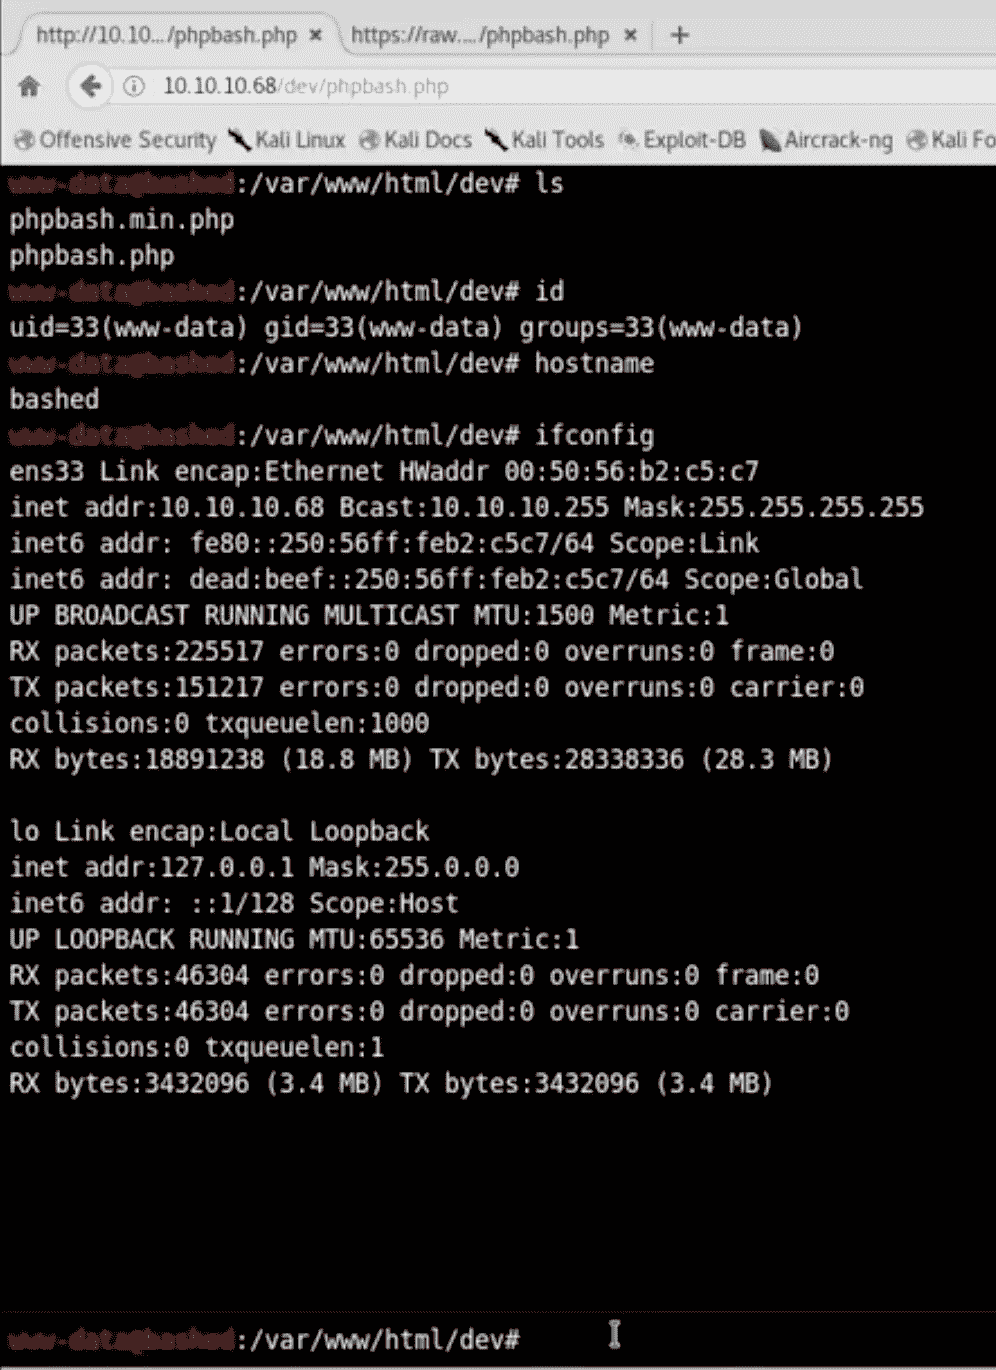 http://10.10.../phpbash.php × https://raw..../phpbash.php × +
10.10.10.68/dev/phpbash.php
Offensive Security Kali Linux Kali Docs Kali Tools Exploit-DB Aircrack-ng Kali Fo
www-data@bashed:/var/www/html/dev# ls
phpbash.min.php
phpbash.php
www-data@bashed:/var/www/html/dev# id
uid=33(www-data) gid=33(www-data) groups=33(www-data)
www-data@bashed:/var/www/html/dev# hostname
bashed
www-data@bashed:/var/www/html/dev# ifconfig
ens33 Link encap:Ethernet HWaddr 00:50:56:b2:c5:c7
inet addr:10.10.10.68 Bcast:10.10.10.255 Mask:255.255.255.255
inet6 addr: fe80::250:56ff:feb2:c5c7/64 Scope:Link
inet6 addr: dead:beef::250:56ff:feb2:c5c7/64 Scope:Global
UP BROADCAST RUNNING MULTICAST MTU:1500 Metric:1
RX packets:225517 errors:0 dropped:0 overruns:0 frame:0
TX packets:151217 errors:0 dropped:0 overruns:0 carrier:0
collisions:0 txqueuelen:1000
RX bytes:18891238 (18.8 MB) TX bytes:28338336 (28.3 MB)
lo Link encap:Local Loopback
inet addr:127.0.0.1 Mask:255.0.0.0
inet6 addr: ::1/128 Scope:Host
UP LOOPBACK RUNNING MTU:65536 Metric:1
RX packets:46304 errors:0 dropped:0 overruns:0 frame:0
TX packets:46304 errors:0 dropped:0 overruns:0 carrier:0
collisions:0 txqueuelen:1
RX bytes:3432096 (3.4 MB) TX bytes:3432096 (3.4 MB)
www-data@bashed:/var/www/html/dev#